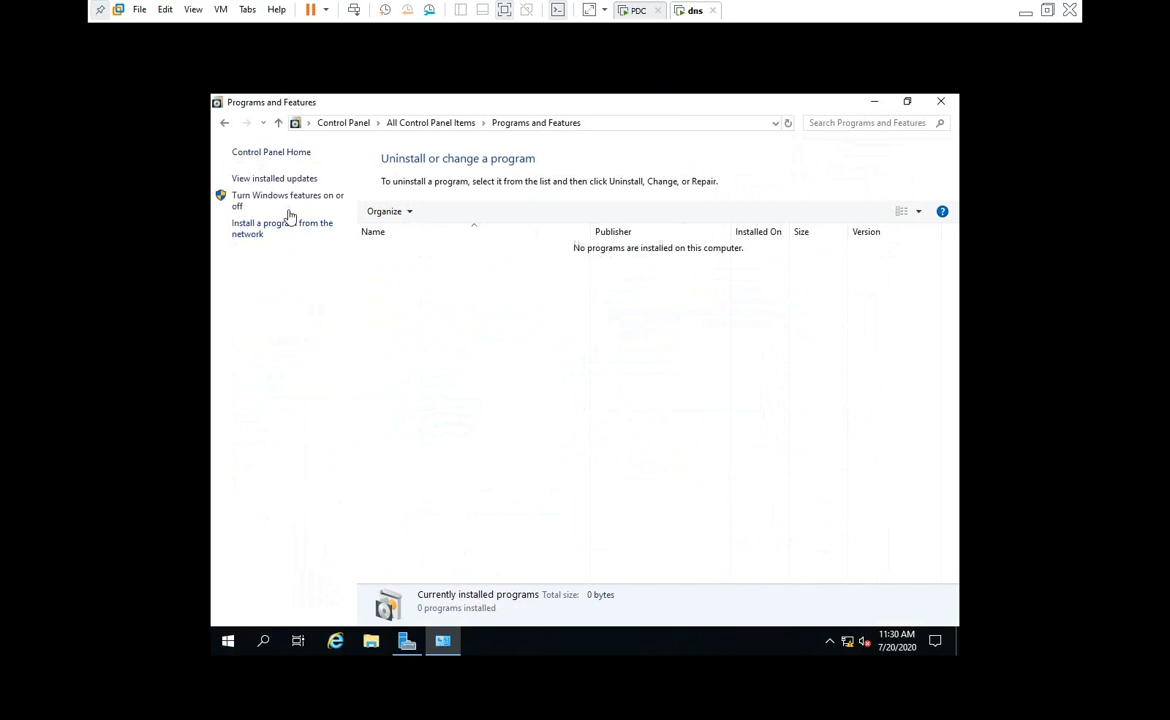 File Edit View VM Tabs Help PDC dns
Programs and Features
Control Panel All Control Panel Items Programs and Features Search Programs and Features
Control Panel Home
View installed updates
Turn Windows features on or
off
Install a program from the
network
Uninstall or change a program
To uninstall a program, select it from the list and then click Uninstall, Change, or Repair.
Organize
Name Publisher Installed On Size Version
No programs are installed on this computer.
Currently installed programs Total size: 0 bytes
0 programs installed
11:30 AM
7/20/2020